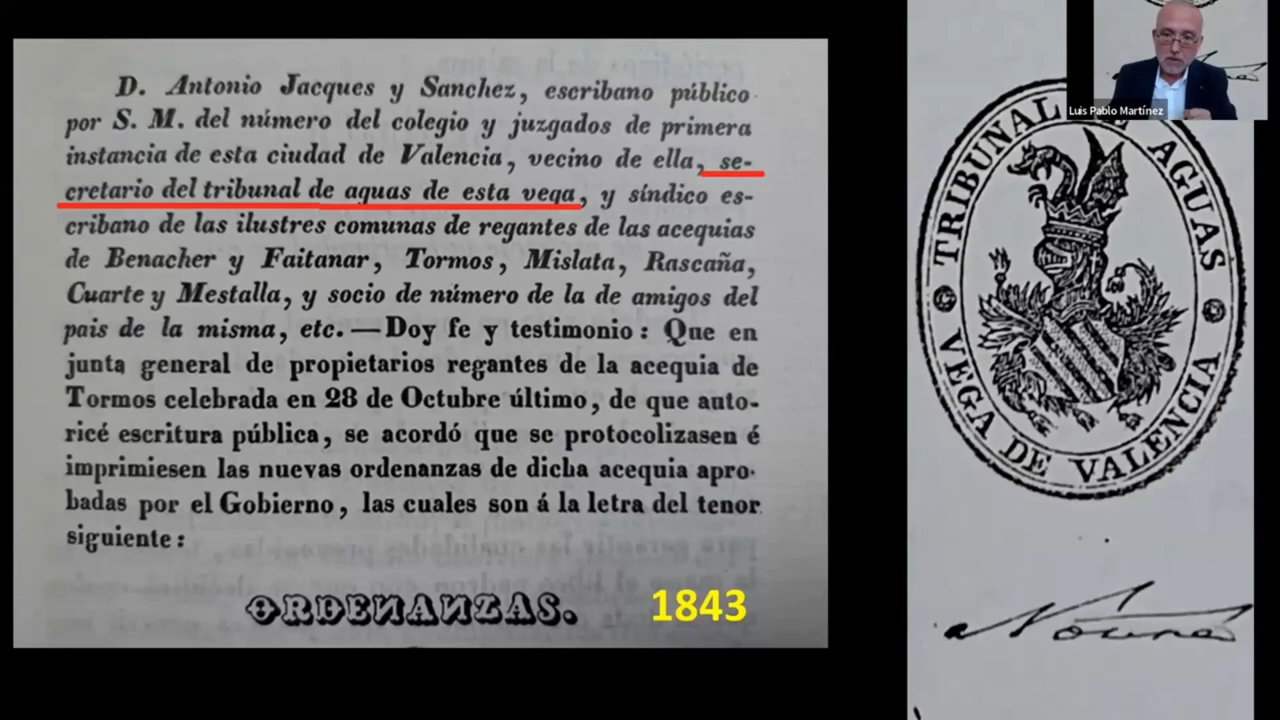 D. Antonio Jacques y Sanchez, escribano público
por S. M. del número del colegio y juzgados de primera
instancia de esta ciudad de Valencia, vecino de ella, se-
cretario del tribunal de aguas de esta vega, y síndico es-
cribano de las ilustres comunas de regantes de las acequias
de Benacher y Faitanar, Tormos, Mislata, Rascaña,
Cuarte y Mestalla, y socio de número de la de amigos del
pais de la misma, etc.—Doy fe y testimonio: Que en
junta general de propietarios regantes de la acequia de
Tormos celebrada en 28 de Octubre último, de que auto-
ricé escritura pública, se acordó que se protocolizasen é
imprimiesen las nuevas ordenanzas de dicha acequia apro-
badas por el Gobierno, las cuales son á la letra del tenor
siguiente:
ORDENANZAS.
1843
Luis Pablo Martínez
TRIBUNAL AGUAS
VEGA DE VALENCIA